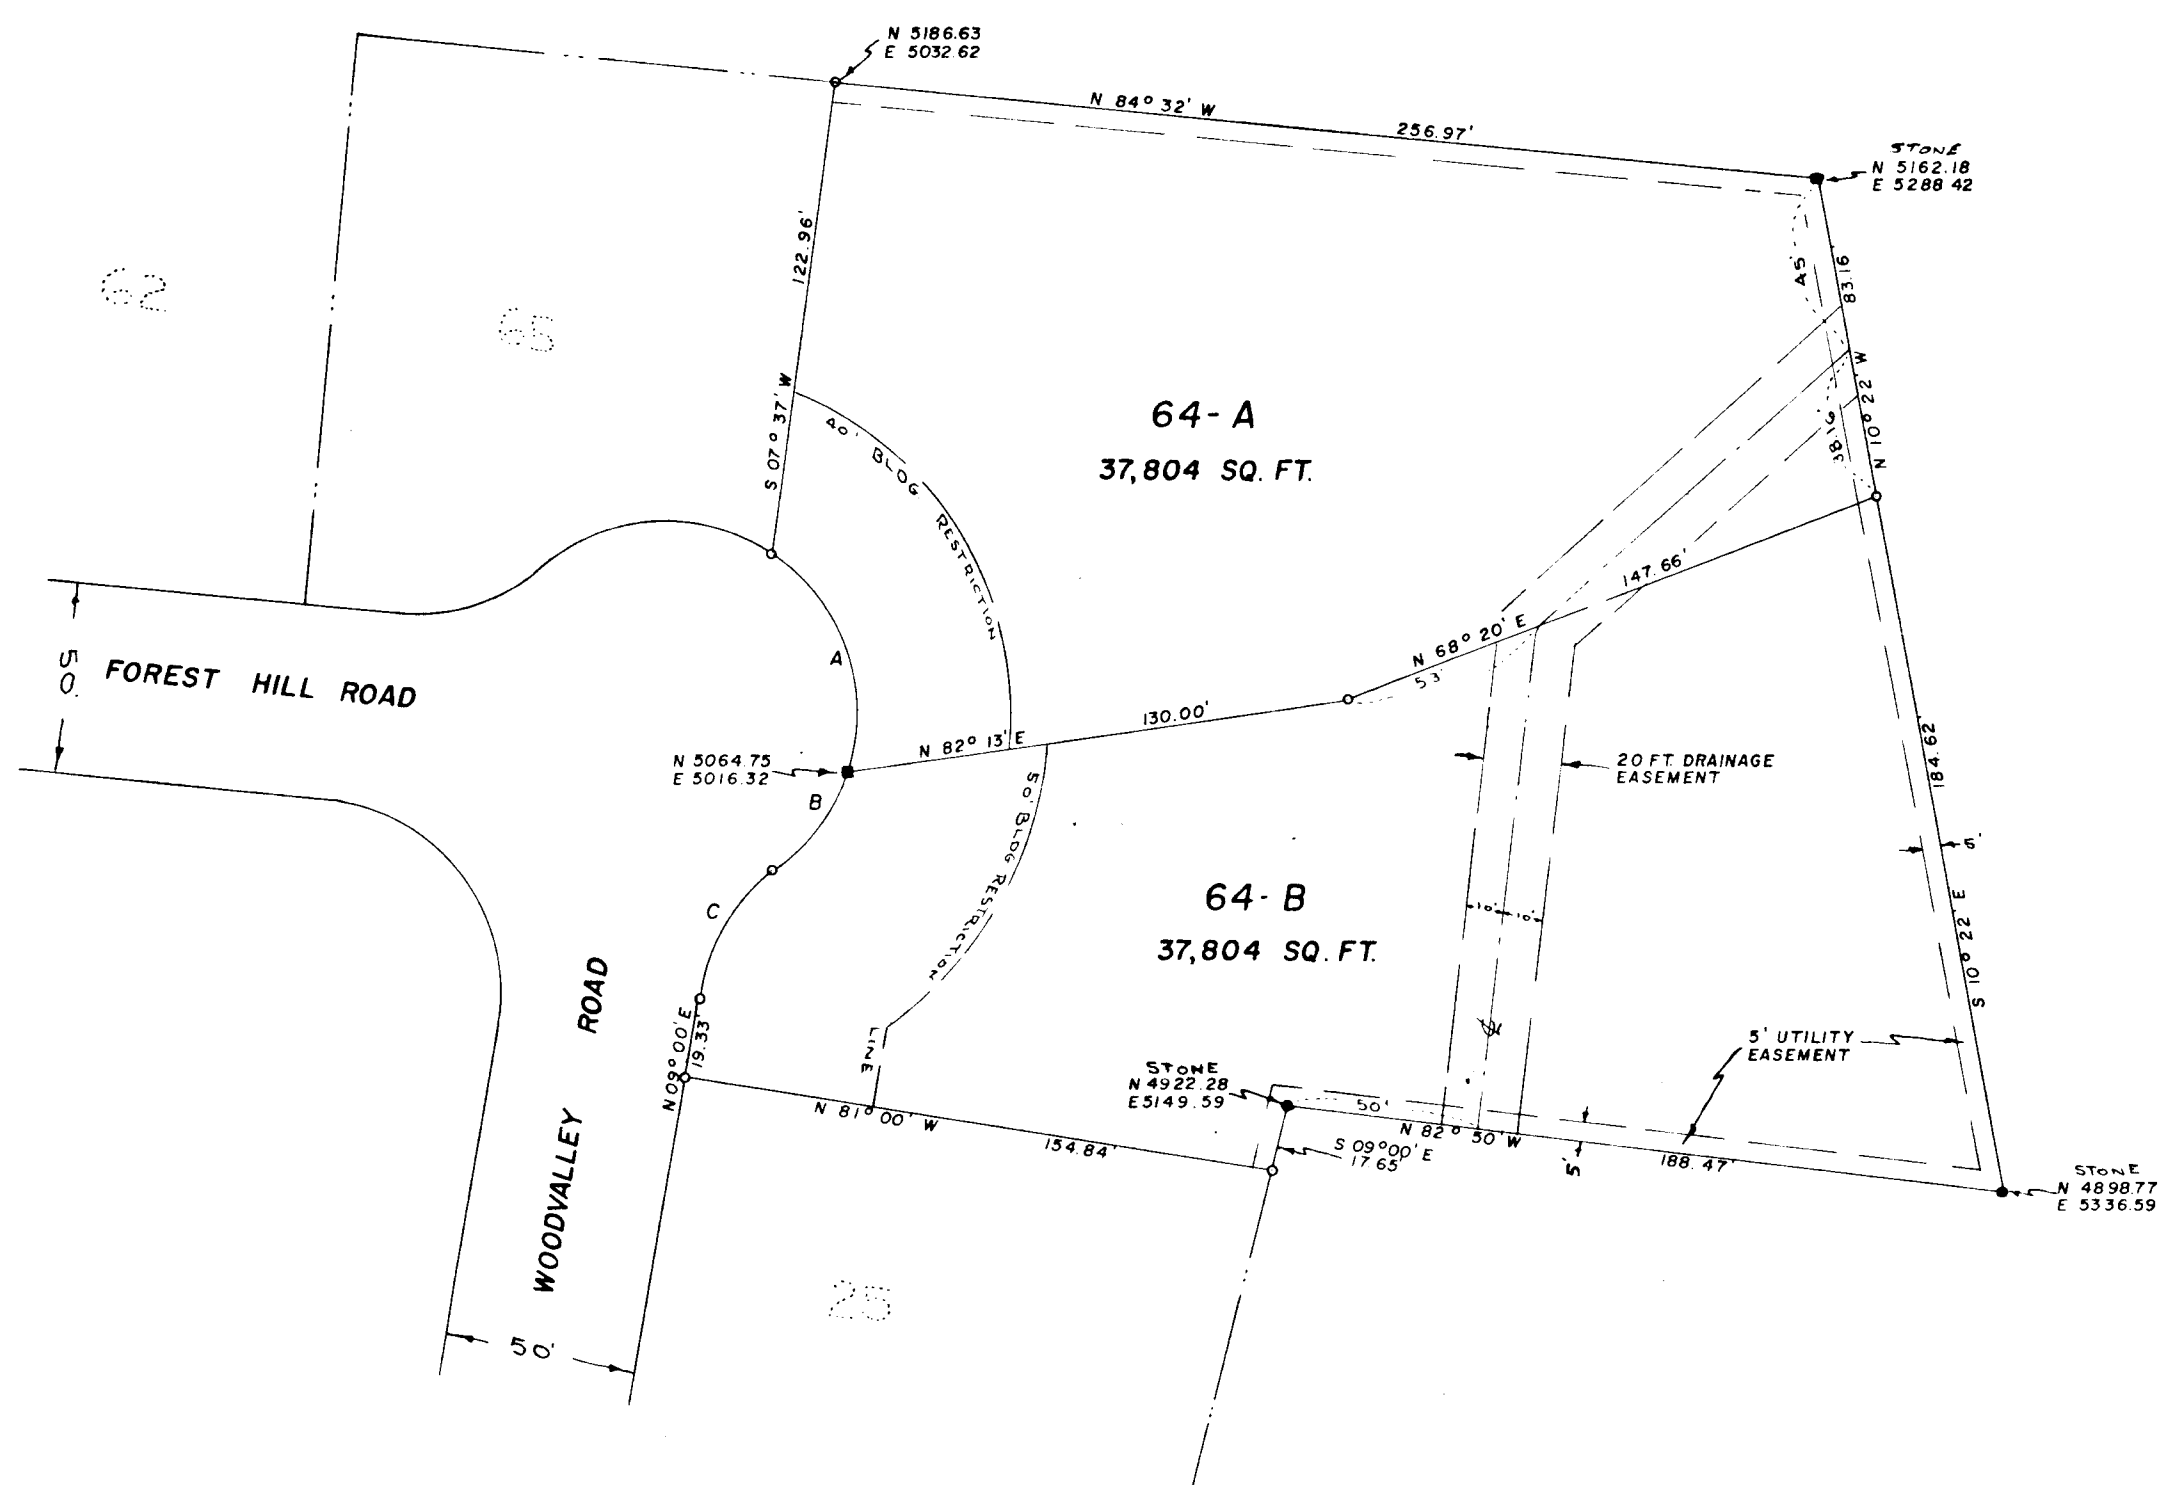 N 5186.63
E 5032.62
N 84° 32' W
256.97'
STONE
N 5162.18
E 5288 42
122.96'
S 07° 37' W
45'
83.16'
N 10° 22' W
38.16
62
65
64-A
37,804 SQ. FT.
40' BLDG RESTRICTION
147.66'
N 68° 20' E
53'
A
130.00'
N 82° 13' E
50'
FOREST HILL ROAD
N 5064.75
E 5016.32
B
C
50' BLDG RESTRICTION
LINE
20 FT. DRAINAGE
EASEMENT
184.62'
5'
S 10° 22' E
64-B
37,804 SQ. FT.
10'
10'
5' UTILITY
EASEMENT
N 09° 00' E
19.33'
WOODVALLEY ROAD
STONE
N 4922.28
E 5149.59
50'
N 82° 50' W
188.47'
5'
N 81° 00' W
154.84'
S 09° 00' E
17.65'
STONE
N 4898.77
E 5336.59
25
50'